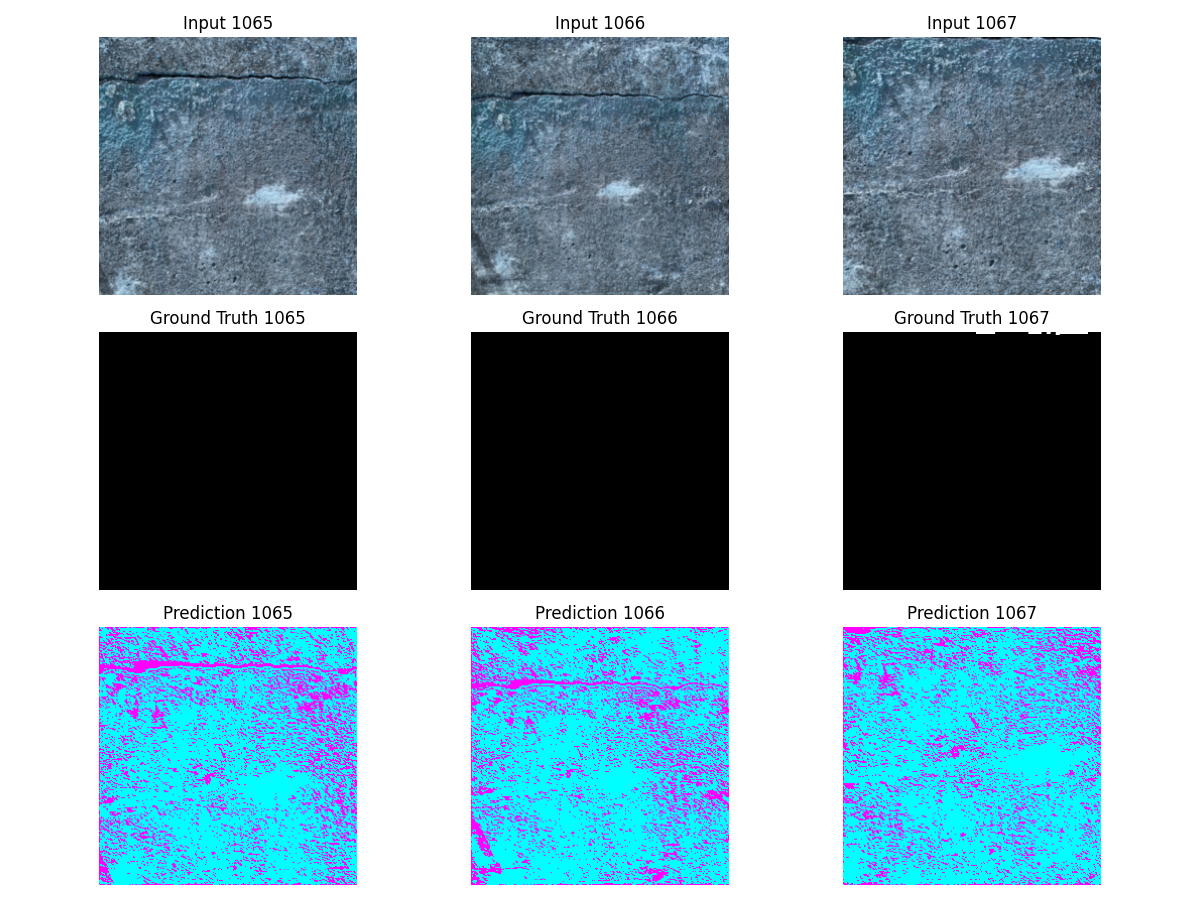 Input 1065
Input 1066
Input 1067
Ground Truth 1065
Ground Truth 1066
Ground Truth 1067
Prediction 1065
Prediction 1066
Prediction 1067